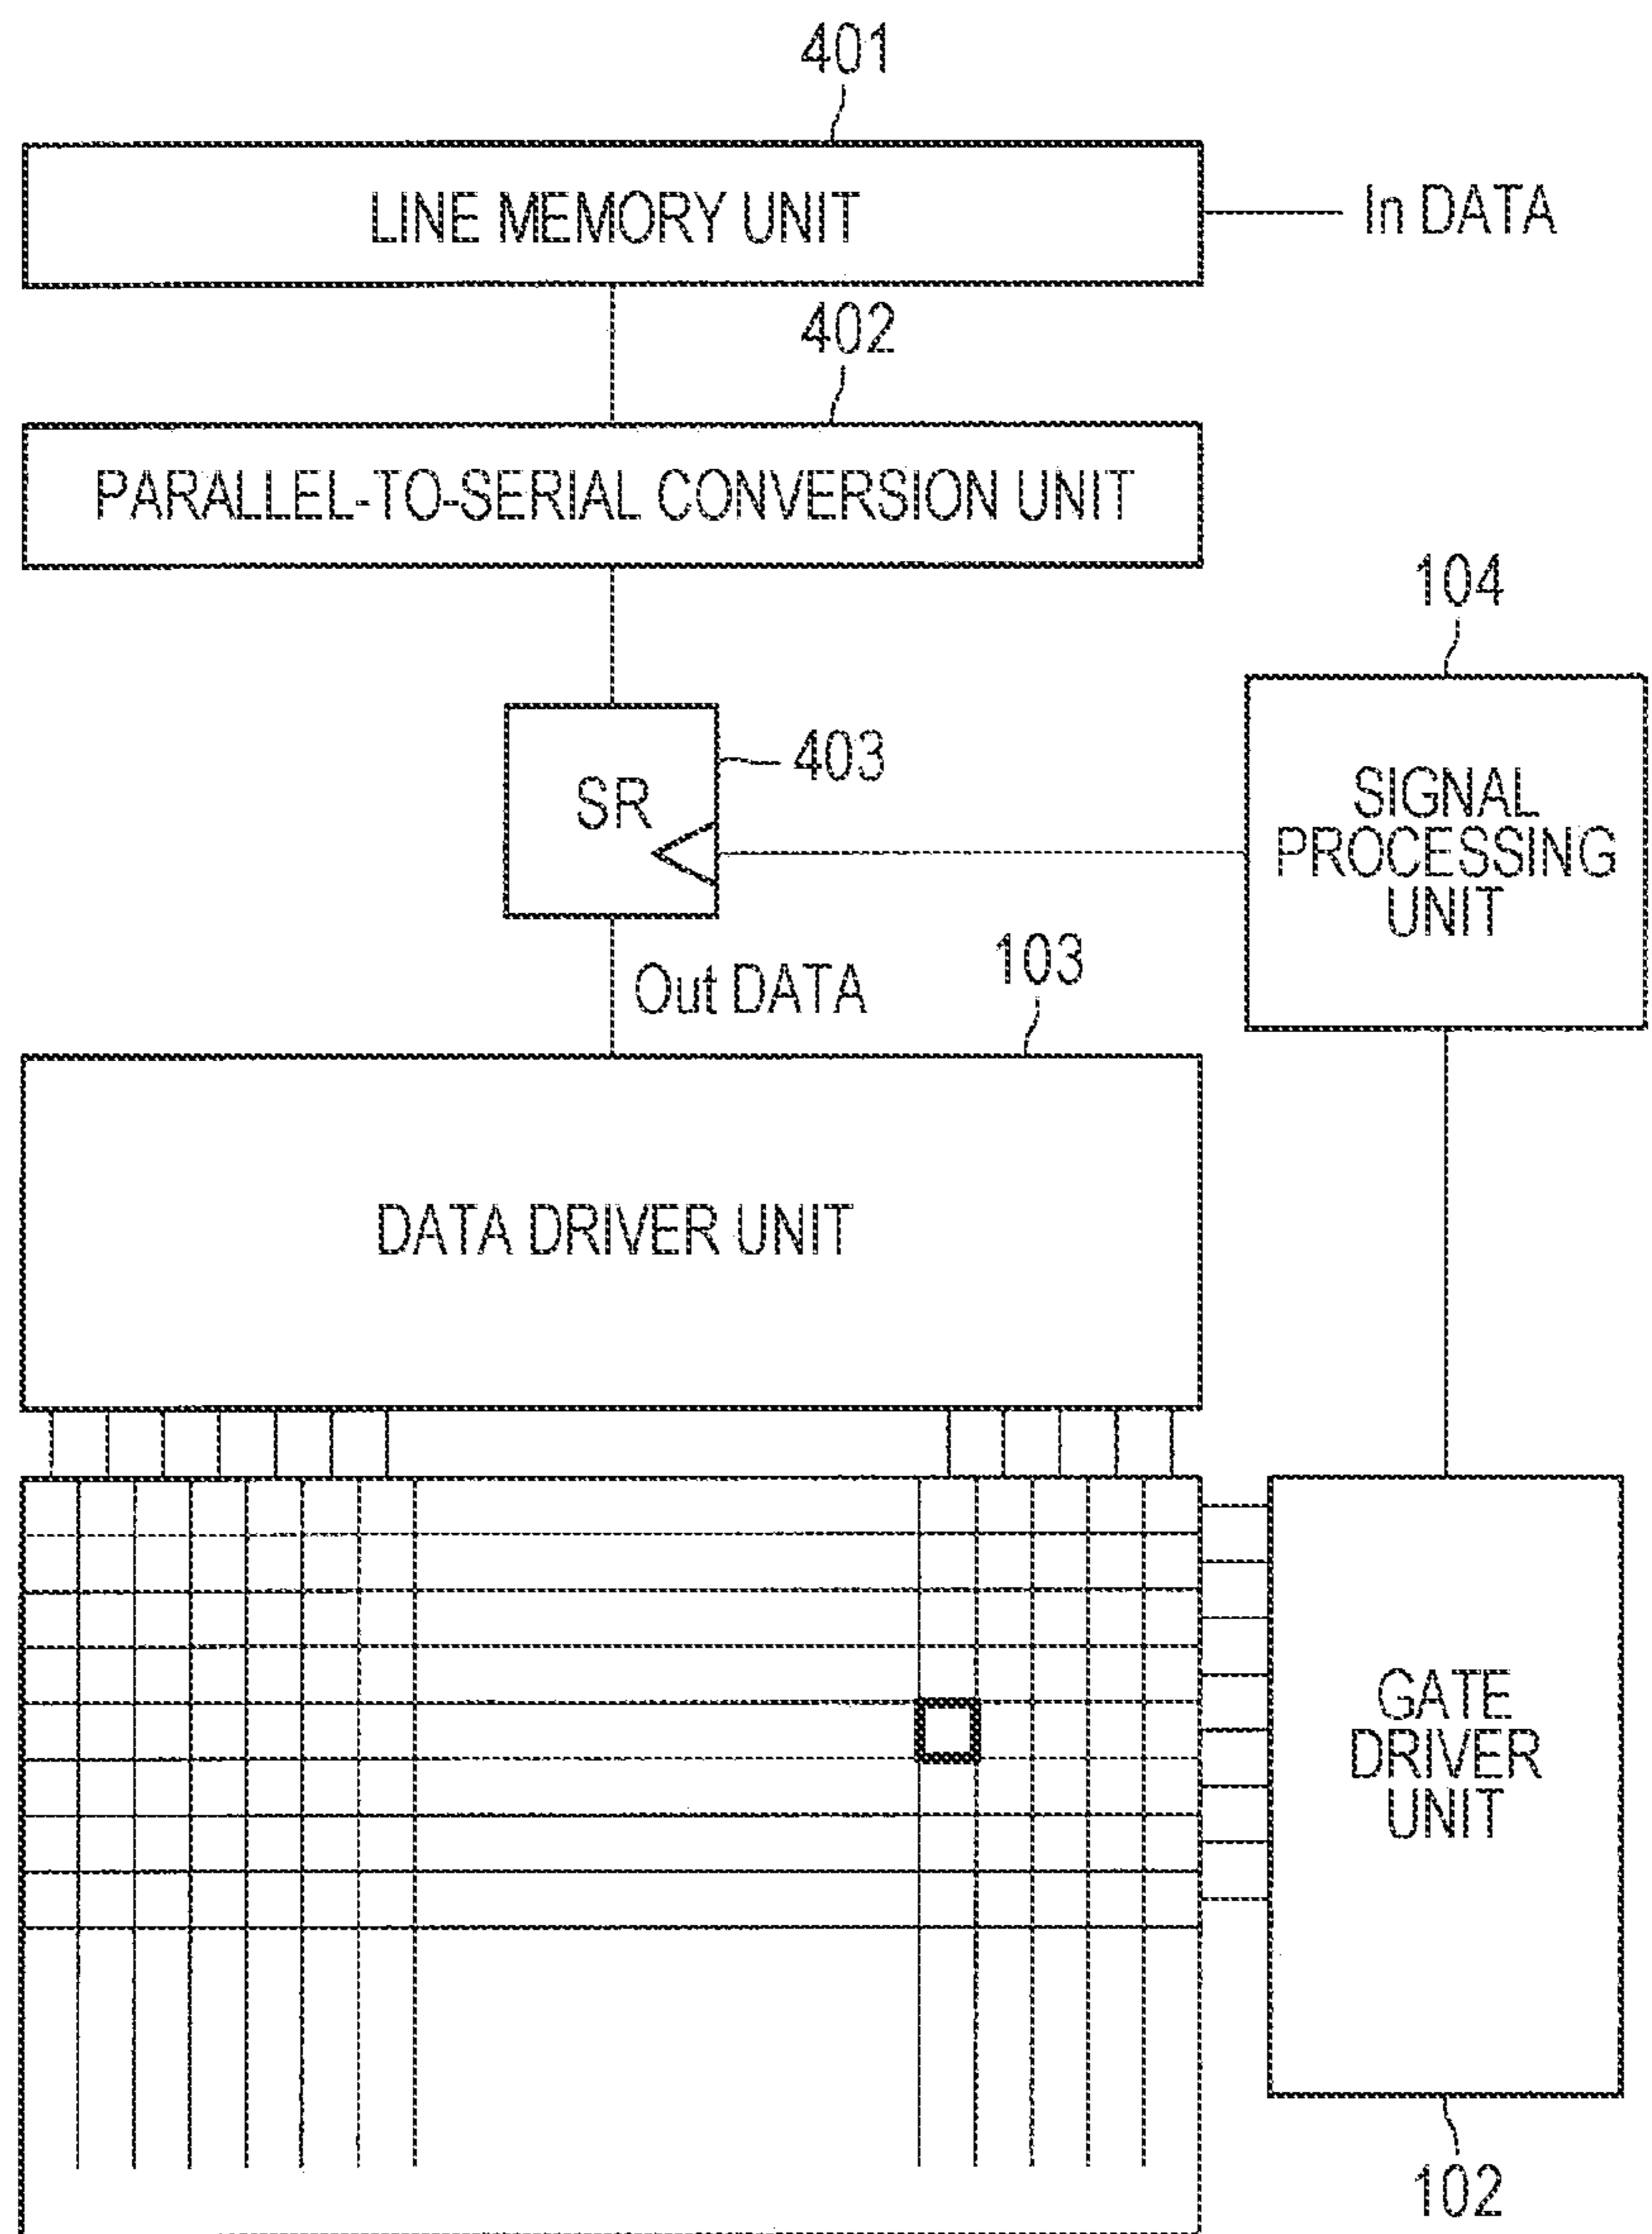 401
LINE MEMORY UNIT
In DATA
402
PARALLEL-TO-SERIAL CONVERSION UNIT
104
SR
403
SIGNAL
PROCESSING
UNIT
Out DATA
103
DATA DRIVER UNIT
GATE
DRIVER
UNIT
102